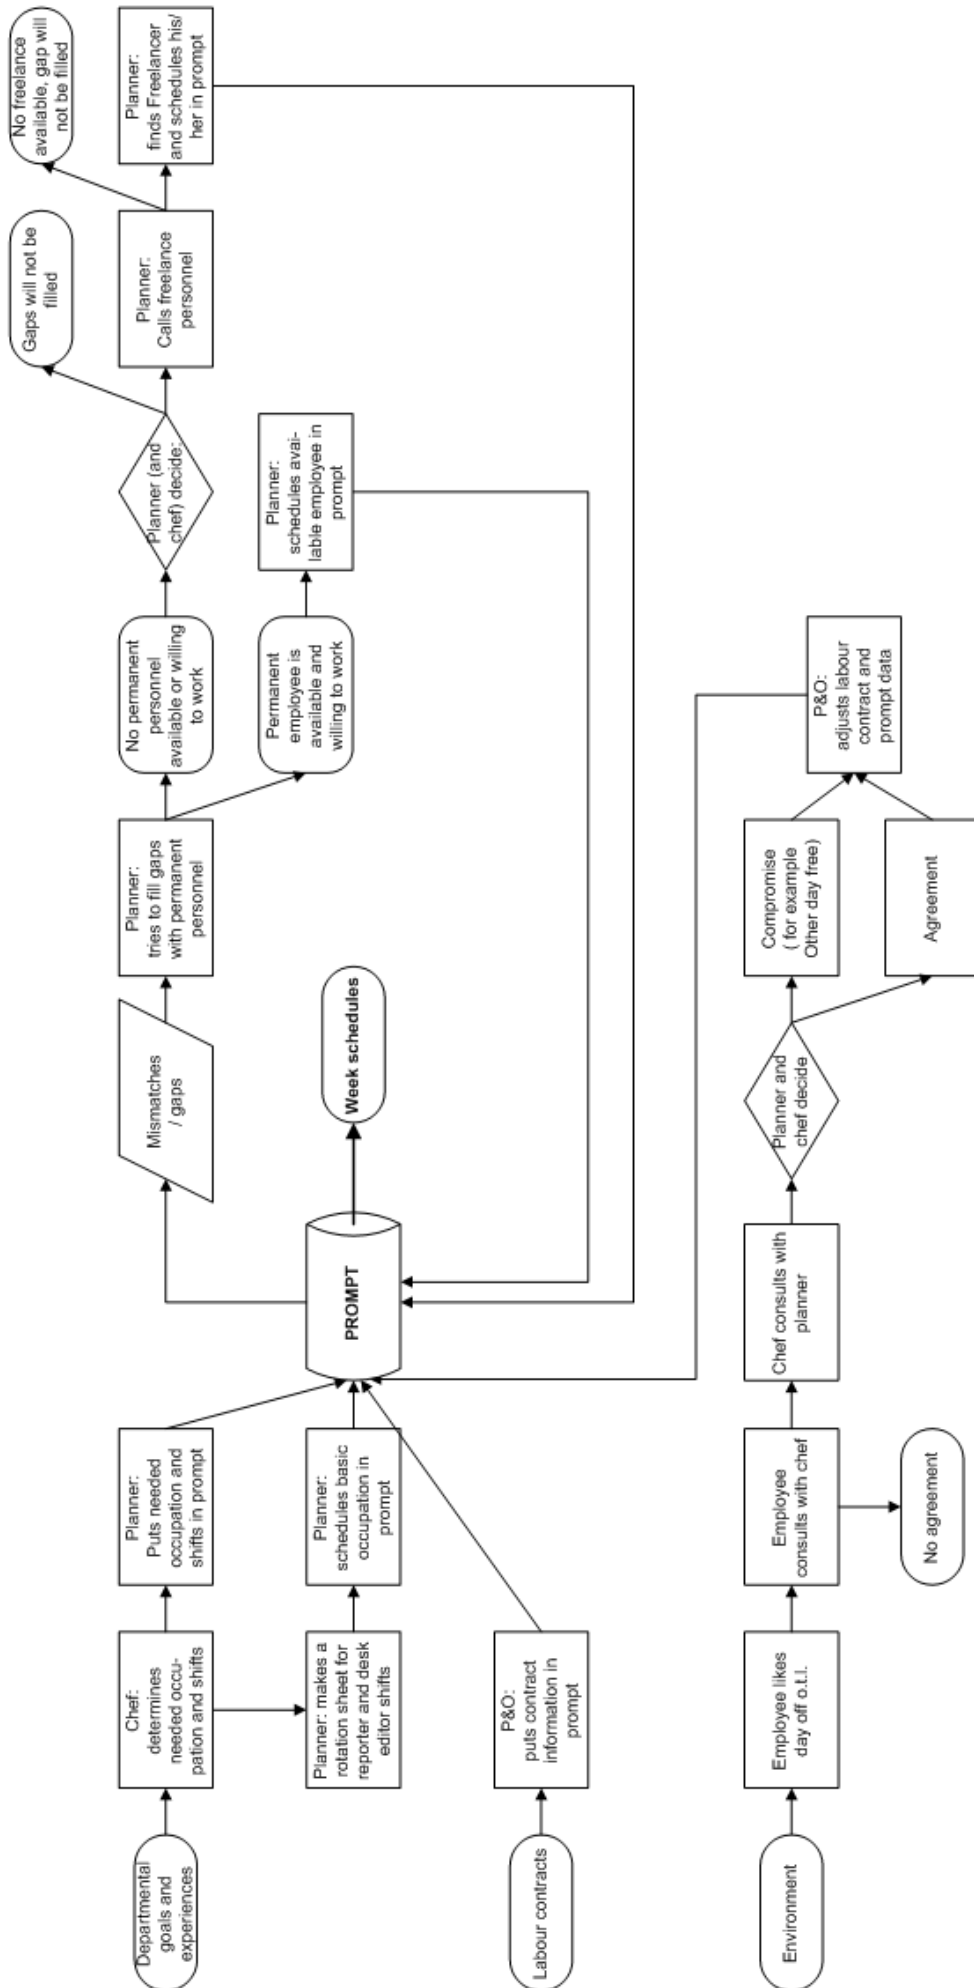 Departmental
goals and
experiences
Chef:
determines
needed occu-
pation and shifts
Planner:
Puts needed
occupation and
shifts in prompt
Mismatches
/ gaps
Planner:
tries to fill gaps
with permanent
personnel
No permanent
personnel
available or willing
to work
Planner (and
chef) decide:
Gaps will not be
filled
Planner:
Calls freelance
personnel
No freelance
available, gap will
not be filled
Planner:
finds Freelancer
and schedules his/
her in prompt
Permanent
employee is
available and
willing to work
Planner:
schedules avai-
lable employee in
prompt
Planner: makes a
rotation sheet for
reporter and desk
editor shifts
Planner:
schedules basic
occupation in
prompt
PROMPT
Week schedules
Labour contracts
P&O:
puts contract
information in
prompt
Environment
Employee likes
day off o.t.l.
Employee
consults with chef
No agreement
Chef consults with
planner
Planner and
chef decide
Compromise
( for example
Other day free)
Agreement
P&O:
adjusts labour
contract and
prompt data